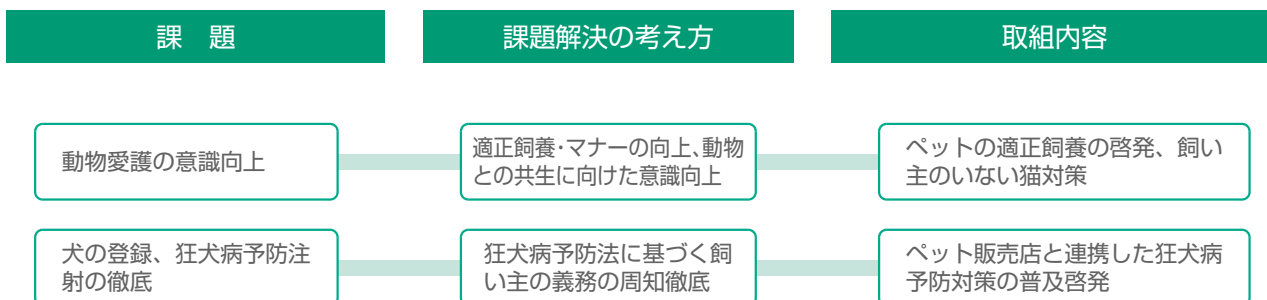 課　題
課題解決の考え方
取組内容
動物愛護の意識向上
適正飼養・マナーの向上、動物
との共生に向けた意識向上
ペットの適正飼養の啓発、飼い
主のいない猫対策
犬の登録、狂犬病予防注
射の徹底
狂犬病予防法に基づく飼
い主の義務の周知徹底
ペット販売店と連携した狂犬病
予防対策の普及啓発